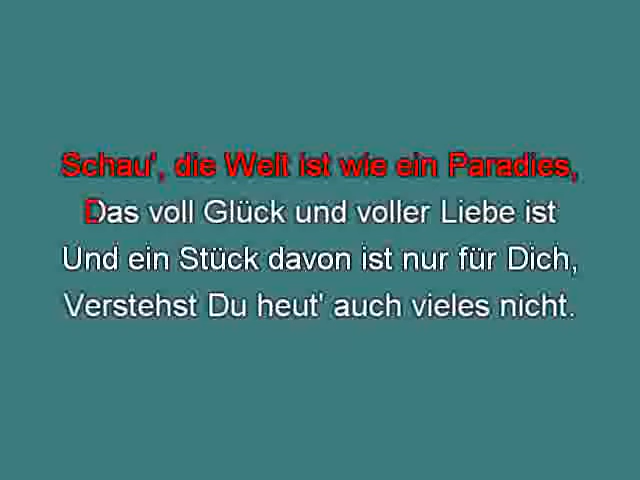 Schau', die Welt ist wie ein Paradies,
Das voll Glück und voller Liebe ist
Und ein Stück davon ist nur für Dich,
Verstehst Du heut' auch vieles nicht.